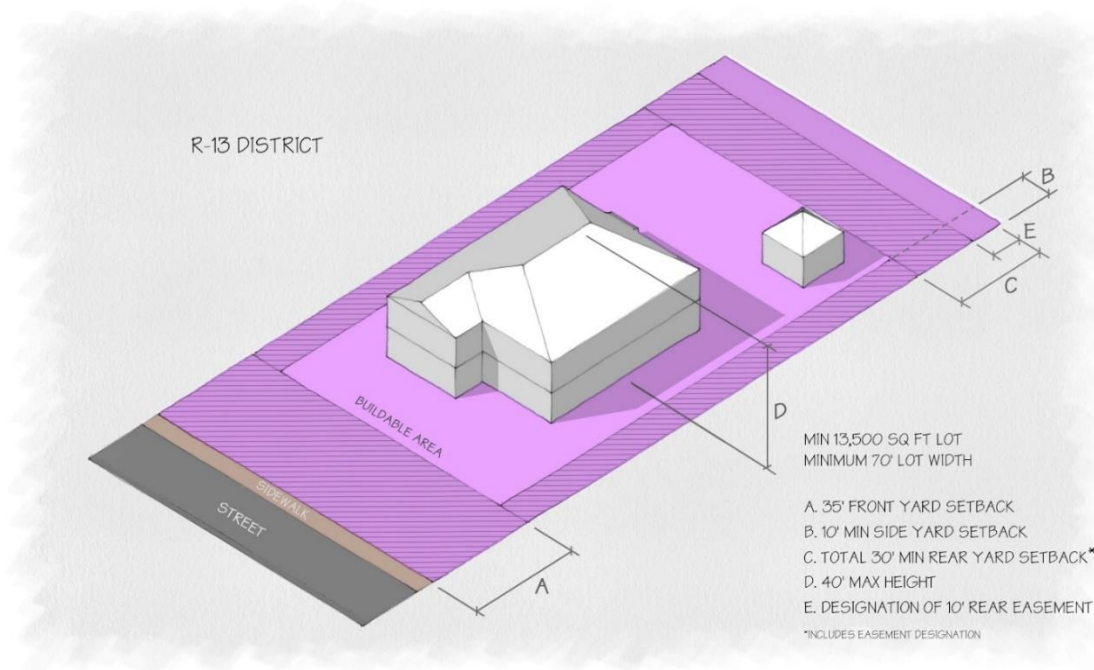 R-13 DISTRICT
B
E
C
BUILDABLE AREA
D
SIDEWALK
STREET
A
MIN 13,500 SQ FT LOT
MINIMUM 70' LOT WIDTH
A. 35' FRONT YARD SETBACK
B. 10' MIN SIDE YARD SETBACK
C. TOTAL 30' MIN REAR YARD SETBACK*
D. 40' MAX HEIGHT
E. DESIGNATION OF 10' REAR EASEMENT
*INCLUDES EASEMENT DESIGNATION